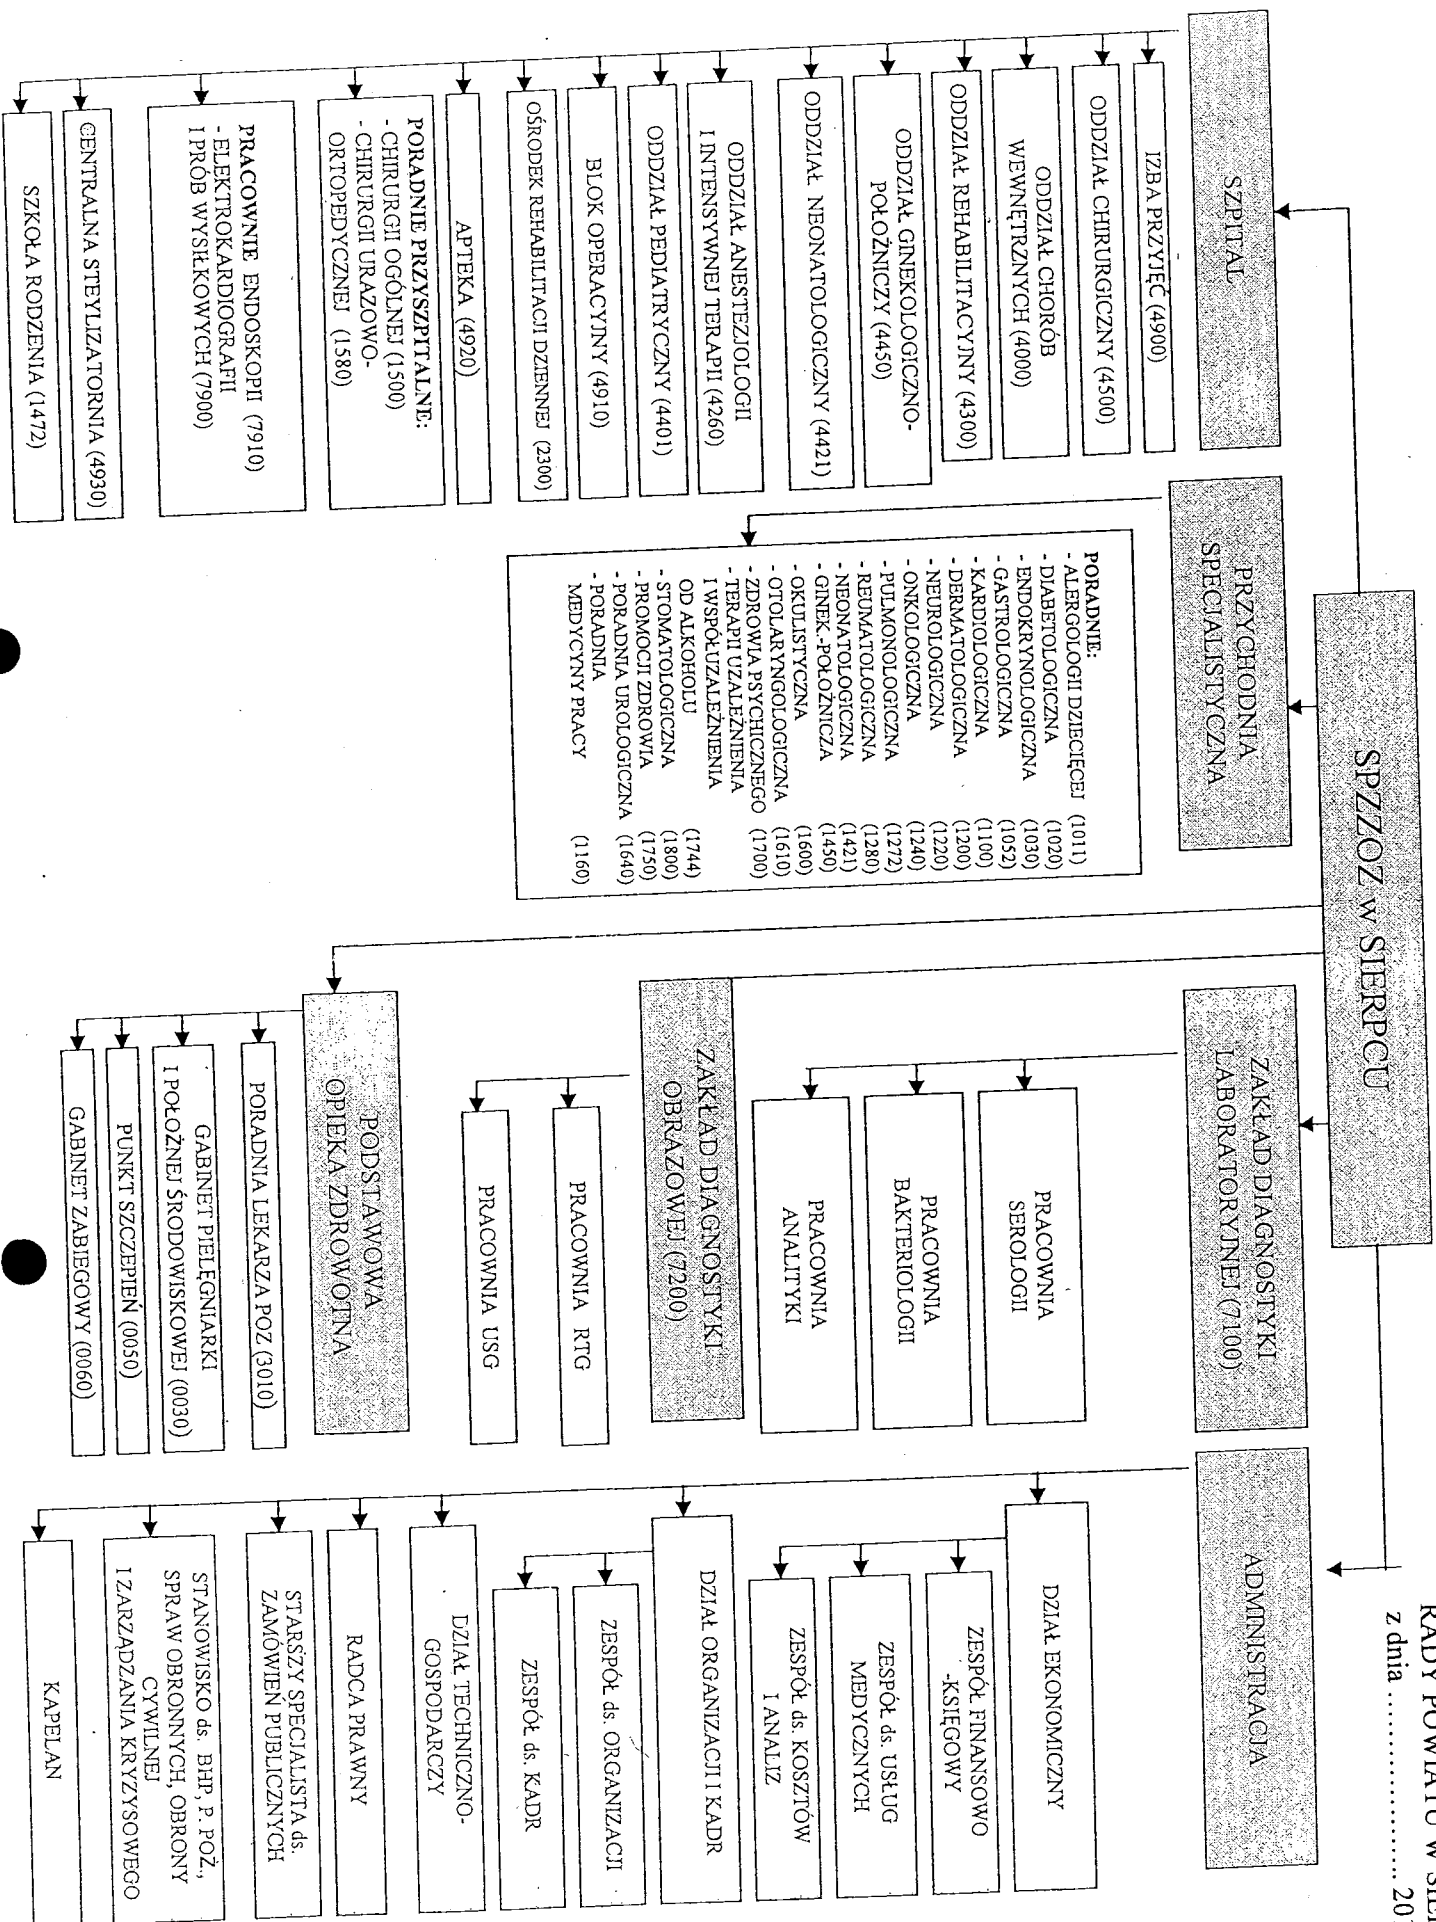 RADY POWIATU W
z dnia .................. 20
SPZZOZ w SIERPCU
SZPITAL
IZBA PRZYJĘĆ (4900)
ODDZIAŁ CHIRURGICZNY (4500)
ODDZIAŁ CHORÓB
WEWNĘTRZNYCH (4000)
ODDZIAŁ REHABILITACYJNY (4300)
ODDZIAŁ GINEKOLOGICZNO-
POŁOŻNICZY (4450)
ODDZIAŁ NEONATOLOGICZNY (4421)
ODDZIAŁ ANESTEZJOLOGII
I INTENSYWNEJ TERAPII (4260)
ODDZIAŁ PEDIATRYCZNY (4401)
BLOK OPERACYJNY (4910)
OŚRODEK REHABILITACJI DZIENNEJ (2300)
APTEKA (4920)
PORADNIE PRZYSZPITALNE:
- CHIRURGII OGÓLNEJ (1500)
- CHIRURGII URAZOWO-
ORTOPEDYCZNEJ (1580)
PRACOWNIE ENDOSKOPII (7910)
- ELEKTROKARDIOGRAFII
I PRÓB WYSIŁKOWYCH (7900)
CENTRALNA STEYLIZATORNIA (4930)
SZKOŁA RODZENIA (1472)
PRZYCHODNIA
SPECJALISTYCZNA
PORADNIE:
- ALERGOLOGII DZIECIĘCEJ (1011)
- DIABETOLOGICZNA (1020)
- ENDOKRYNOLOGICZNA (1030)
- GASTROLOGICZNA (1052)
- KARDIOLOGICZNA (1100)
- DERMATOLOGICZNA (1200)
- NEUROLOGICZNA (1220)
- ONKOLOGICZNA (1240)
- PULMONOLOGICZNA (1272)
- REUMATOLOGICZNA (1280)
- NEONATOLOGICZNA (1421)
- GINEK.-POŁOŻNICZA (1450)
- OKULISTYCZNA (1600)
- OTOLARYNGOLOGICZNA (1610)
- ZDROWIA PSYCHICZNEGO (1700)
- TERAPII UZALEŻNIENIA
I WSPÓŁUZALEŻNIENIA
OD ALKOHOLU (1744)
- STOMATOLOGICZNA (1800)
- PROMOCJI ZDROWIA (1750)
- PORADNIA UROLOGICZNA (1640)
- PORADNIA
MEDYCYNY PRACY (1160)
ZAKŁAD DIAGNOSTYKI
LABORATORYJNEJ (7100)
PRACOWNIA
SEROLOGII
PRACOWNIA
BAKTERIOLOGII
PRACOWNIA
ANALITYKI
ZAKŁAD DIAGNOSTYKI
OBRAZOWEJ (7200)
PRACOWNIA RTG
PRACOWNIA USG
PODSTAWOWA
OPIEKA ZDROWOTNA
PORADNIA LEKARZA POZ (3010)
GABINET PIELĘGNIARKI
I POŁOŻNEJ ŚRODOWISKOWEJ (0030)
PUNKT SZCZEPIEŃ (0050)
GABINET ZABIEGOWY (0060)
ADMINISTRACJA
DZIAŁ EKONOMICZNY
ZESPÓŁ FINANSOWO
-KSIĘGOWY
ZESPÓŁ ds. USŁUG
MEDYCZNYCH
ZESPÓŁ ds. KOSZTÓW
I ANALIZ
DZIAŁ ORGANIZACJI I KADR
ZESPÓŁ ds. ORGANIZACJI
ZESPÓŁ ds. KADR
DZIAŁ TECHNICZNO-
GOSPODARCZY
RADCA PRAWNY
STARSZY SPECJALISTA ds.
ZAMÓWIEŃ PUBLICZNYCH
STANOWISKO ds. BHP, P. POŻ.,
SPRAW OBRONNYCH, OBRONY
CYWILNEJ
I ZARZĄDZANIA KRYZYSOWEGO
KAPELAN